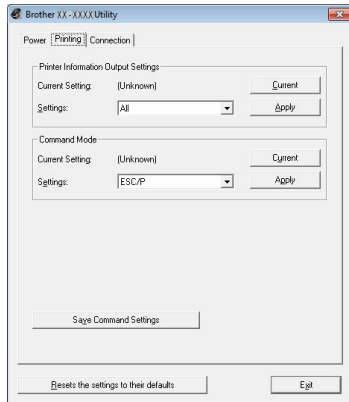 Brother XX-XXXX Utility
Power Printing Connection
Printer Information Output Settings
Current Setting: (Unknown) Current
Settings: All Apply
Command Mode
Current Setting: (Unknown) Current
Settings: ESC/P Apply
Save Command Settings
Resets the settings to their defaults Exit